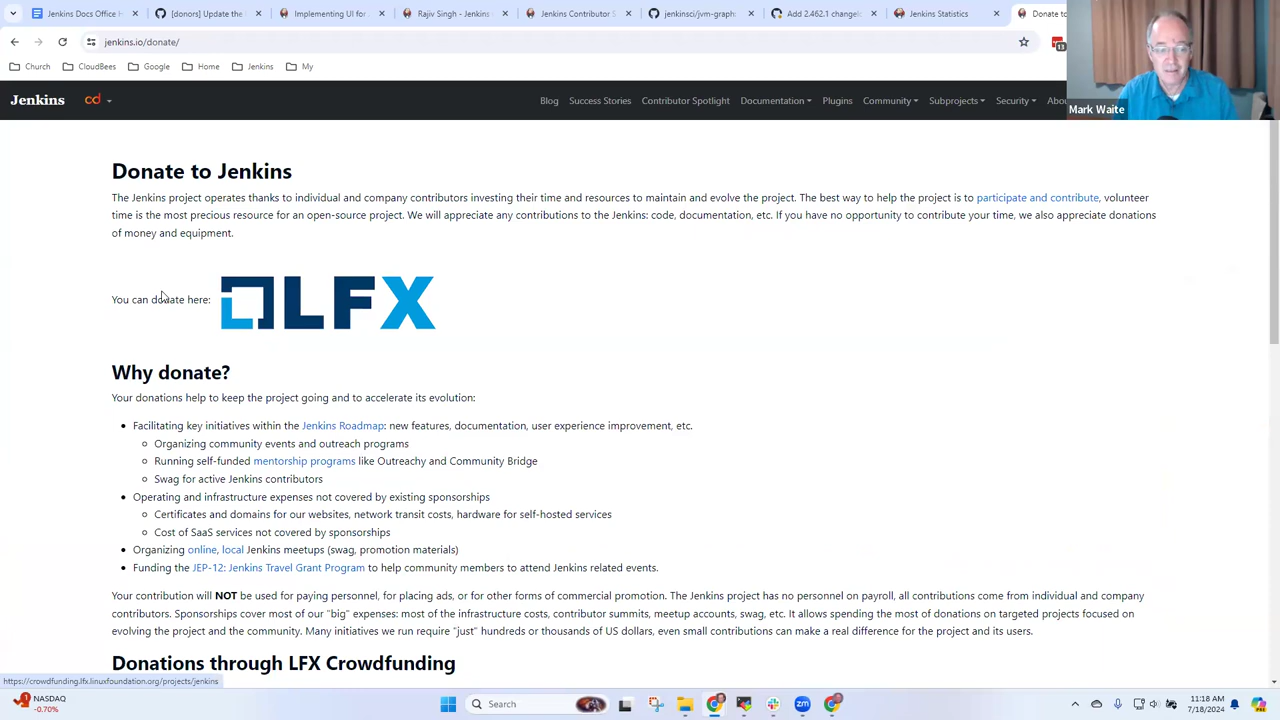 Jenkins Docs Office H
[donors] Update the
Implementing UI for
Rajiv Singh - Jenkins
Jenkins Contributor S
jenkinsci/jvm-graph
Add 2.462.1 changelo
Jenkins Statistics
Donate to
jenkins.io/donate/
13
Church
CloudBees
Google
Home
Jenkins
My
Mark Waite
Jenkins
cd
Blog
Success Stories
Contributor Spotlight
Documentation
Plugins
Community
Subprojects
Security
Abou
Donate to Jenkins
The Jenkins project operates thanks to individual and company contributors investing their time and resources to maintain and evolve the project. The best way to help the project is to participate and contribute, volunteer
time is the most precious resource for an open-source project. We will appreciate any contributions to the Jenkins: code, documentation, etc. If you have no opportunity to contribute your time, we also appreciate donations
of money and equipment.
You can donate here:
LFX
Why donate?
Your donations help to keep the project going and to accelerate its evolution:
Facilitating key initiatives within the Jenkins Roadmap: new features, documentation, user experience improvement, etc.
Organizing community events and outreach programs
Running self-funded mentorship programs like Outreachy and Community Bridge
Swag for active Jenkins contributors
Operating and infrastructure expenses not covered by existing sponsorships
Certificates and domains for our websites, network transit costs, hardware for self-hosted services
Cost of SaaS services not covered by sponsorships
Organizing online, local Jenkins meetups (swag, promotion materials)
Funding the JEP-12: Jenkins Travel Grant Program to help community members to attend Jenkins related events.
Your contribution will NOT be used for paying personnel, for placing ads, or for other forms of commercial promotion. The Jenkins project has no personnel on payroll, all contributions come from individual and company
contributors. Sponsorships cover most of our "big" expenses: most of the infrastructure costs, contributor summits, meetup accounts, swag, etc. It allows spending the most of donations on targeted projects focused on
evolving the project and the community. Many initiatives we run require "just" hundreds or thousands of US dollars, even small contributions can make a real difference for the project and its users.
Donations through LFX Crowdfunding
https://crowdfunding.lfx.linuxfoundation.org/projects/jenkins
1
NASDAQ
-0.70%
Search
zm
11:18 AM
7/18/2024